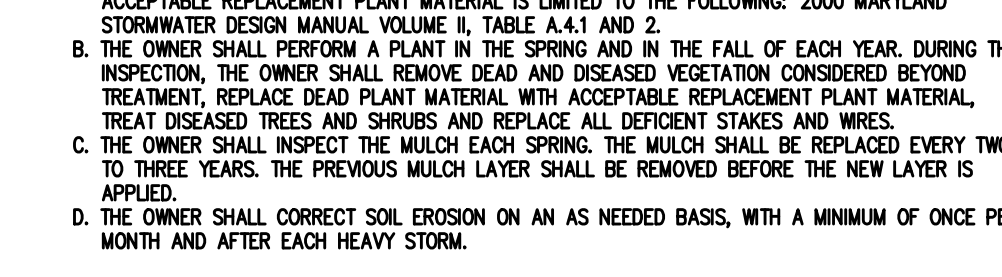 ACCEPTABLE REPLACEMENT PLANT MATERIAL IS LIMITED TO THE FOLLOWING: 2000 MARYLAND
STORMWATER DESIGN MANUAL VOLUME II, TABLE A.4.1 AND 2.
B. THE OWNER SHALL PERFORM A PLANT IN THE SPRING AND IN THE FALL OF EACH YEAR. DURING
INSPECTION, THE OWNER SHALL REMOVE DEAD AND DISEASED VEGETATION CONSIDERED BEYOND
TREATMENT, REPLACE DEAD PLANT MATERIAL WITH ACCEPTABLE REPLACEMENT PLANT MATERIAL,
TREAT DISEASED TREES AND SHRUBS AND REPLACE ALL DEFICIENT STAKES AND WIRES.
C. THE OWNER SHALL INSPECT THE MULCH EACH SPRING. THE MULCH SHALL BE REPLACED EVERY TWO
TO THREE YEARS. THE PREVIOUS MULCH LAYER SHALL BE REMOVED BEFORE THE NEW LAYER IS
APPLIED.
D. THE OWNER SHALL CORRECT SOIL EROSION ON AN AS NEEDED BASIS, WITH A MINIMUM OF ONCE
MONTH AND AFTER EACH HEAVY STORM.